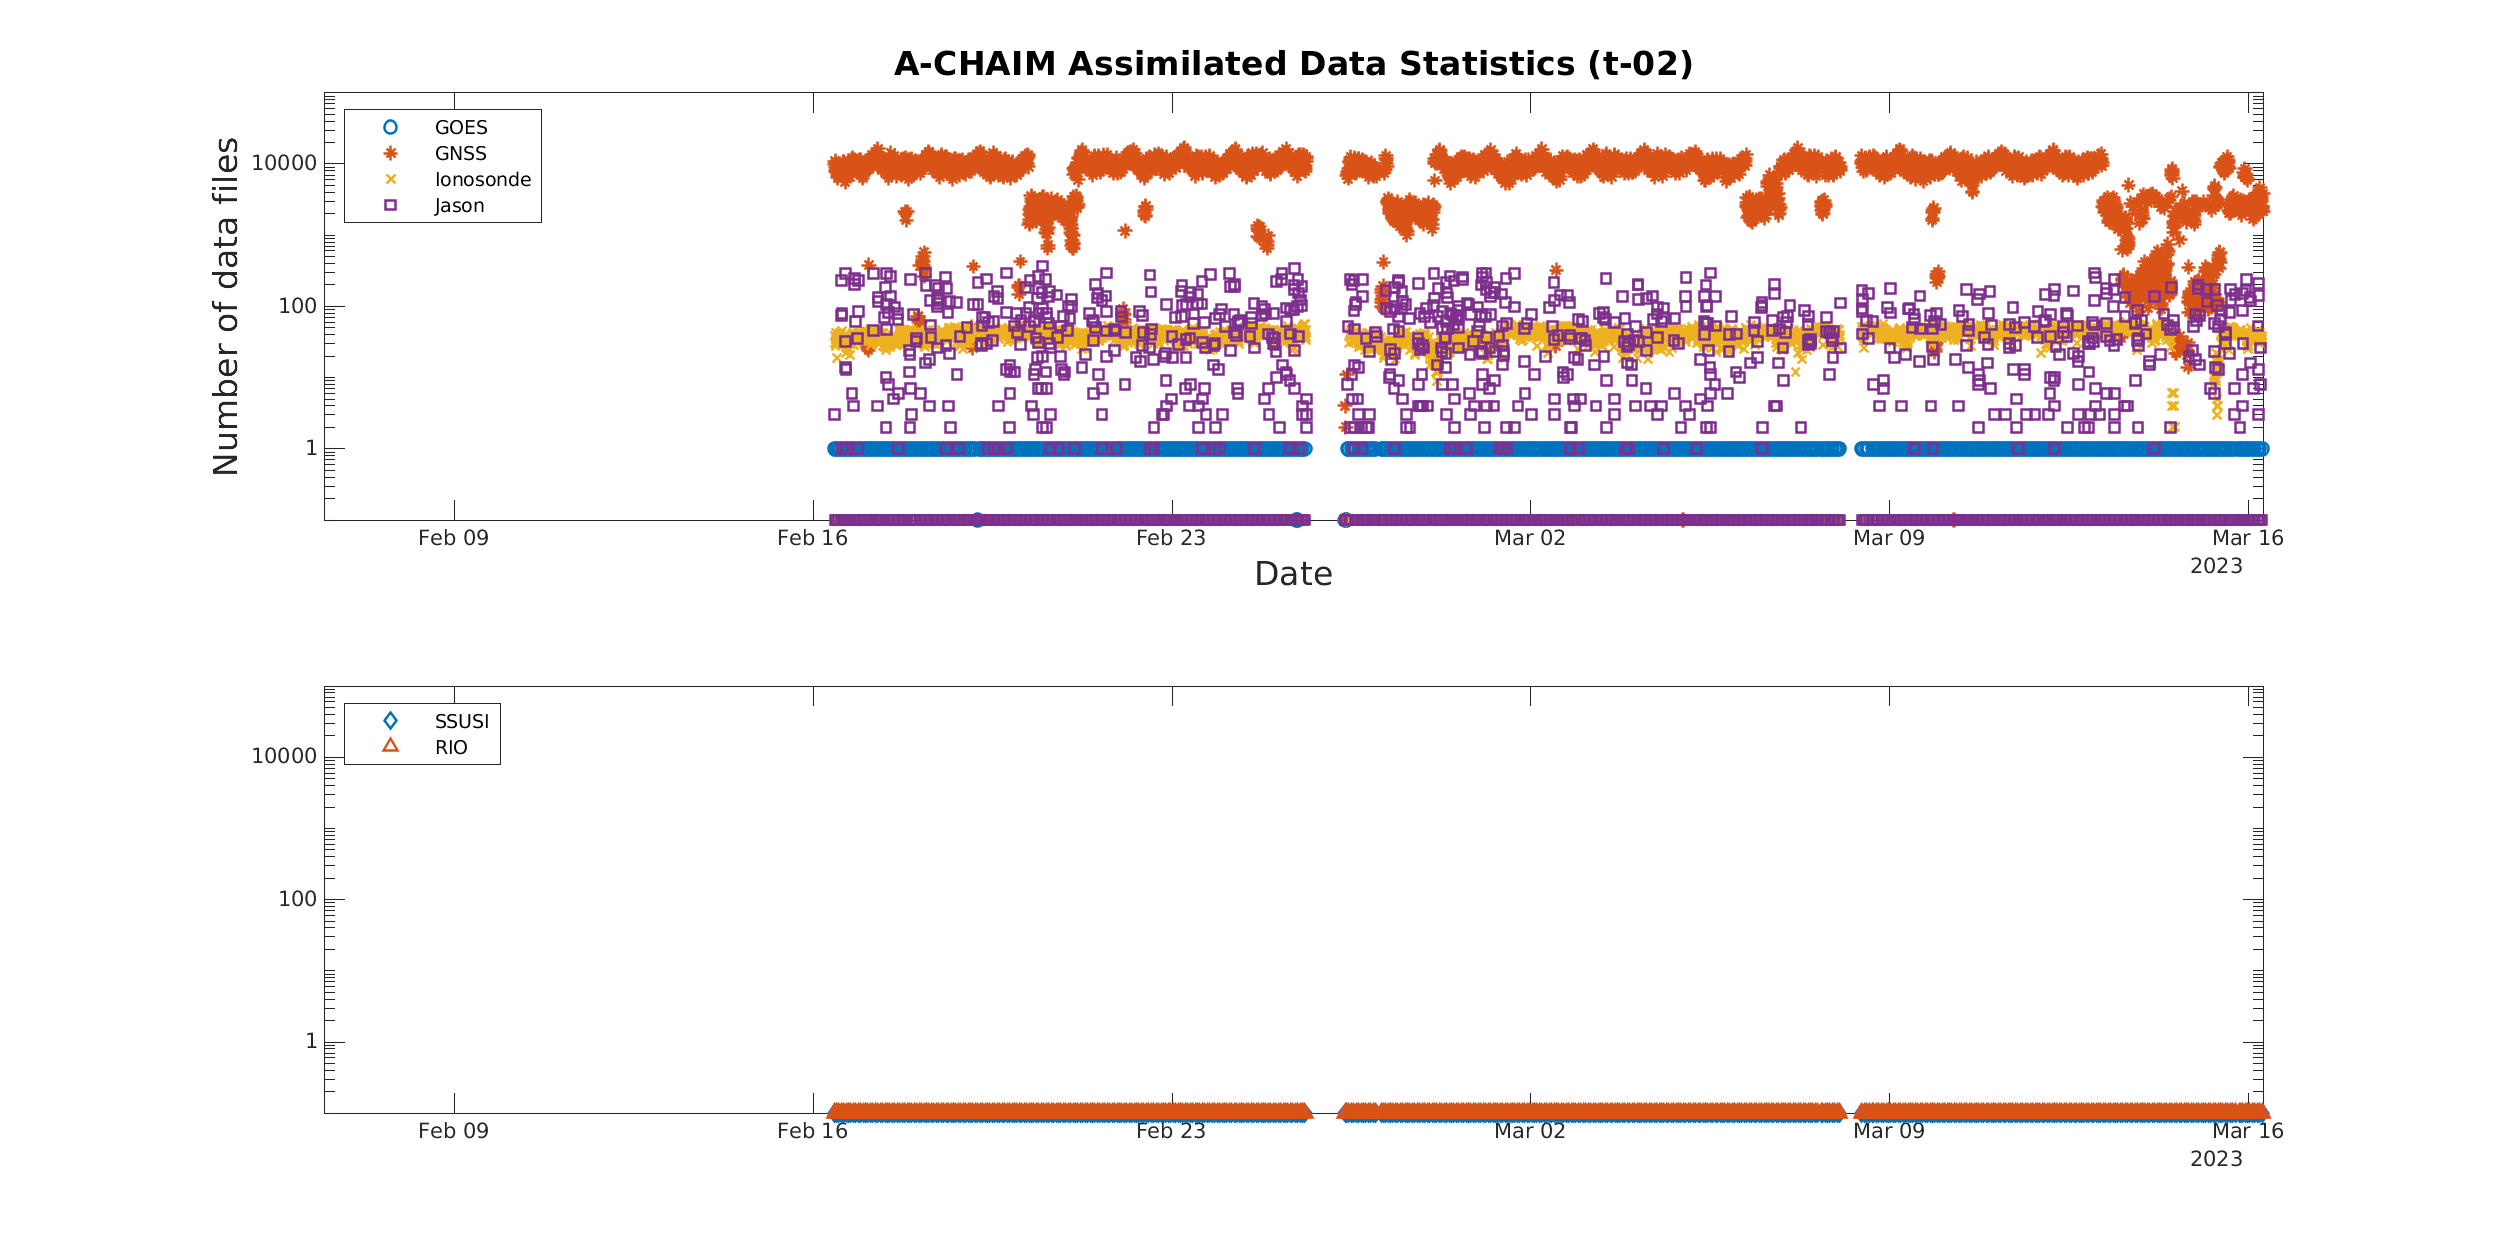 A-CHAIM Assimilated Data Statistics (t-02)
Number of data files
10000
100
1
GOES
GNSS
Ionosonde
Jason
Feb 09 Feb 16 Feb 23 Mar 02 Mar 09 Mar 16
2023
Date
10000
100
1
SSUSI
RIO
Feb 09 Feb 16 Feb 23 Mar 02 Mar 09 Mar 16
2023